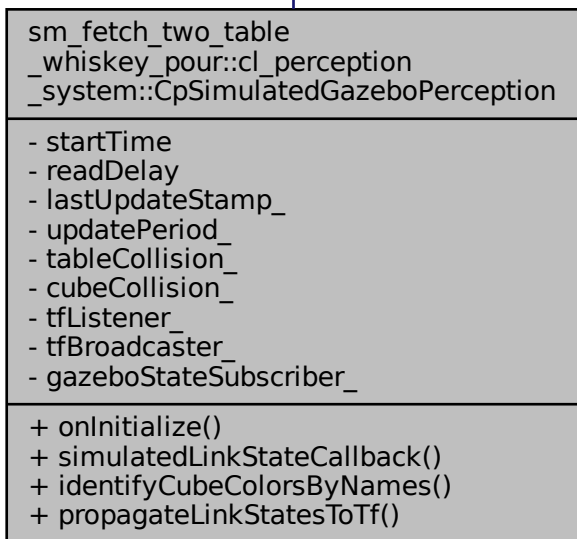 sm_fetch_two_table
_whiskey_pour::cl_perception
_system::CpSimulatedGazeboPerception
- startTime
- readDelay
- lastUpdateStamp_
- updatePeriod_
- tableCollision_
- cubeCollision_
- tfListener_
- tfBroadcaster_
- gazeboStateSubscriber_
+ onInitialize()
+ simulatedLinkStateCallback()
+ identifyCubeColorsByNames()
+ propagateLinkStatesToTf()